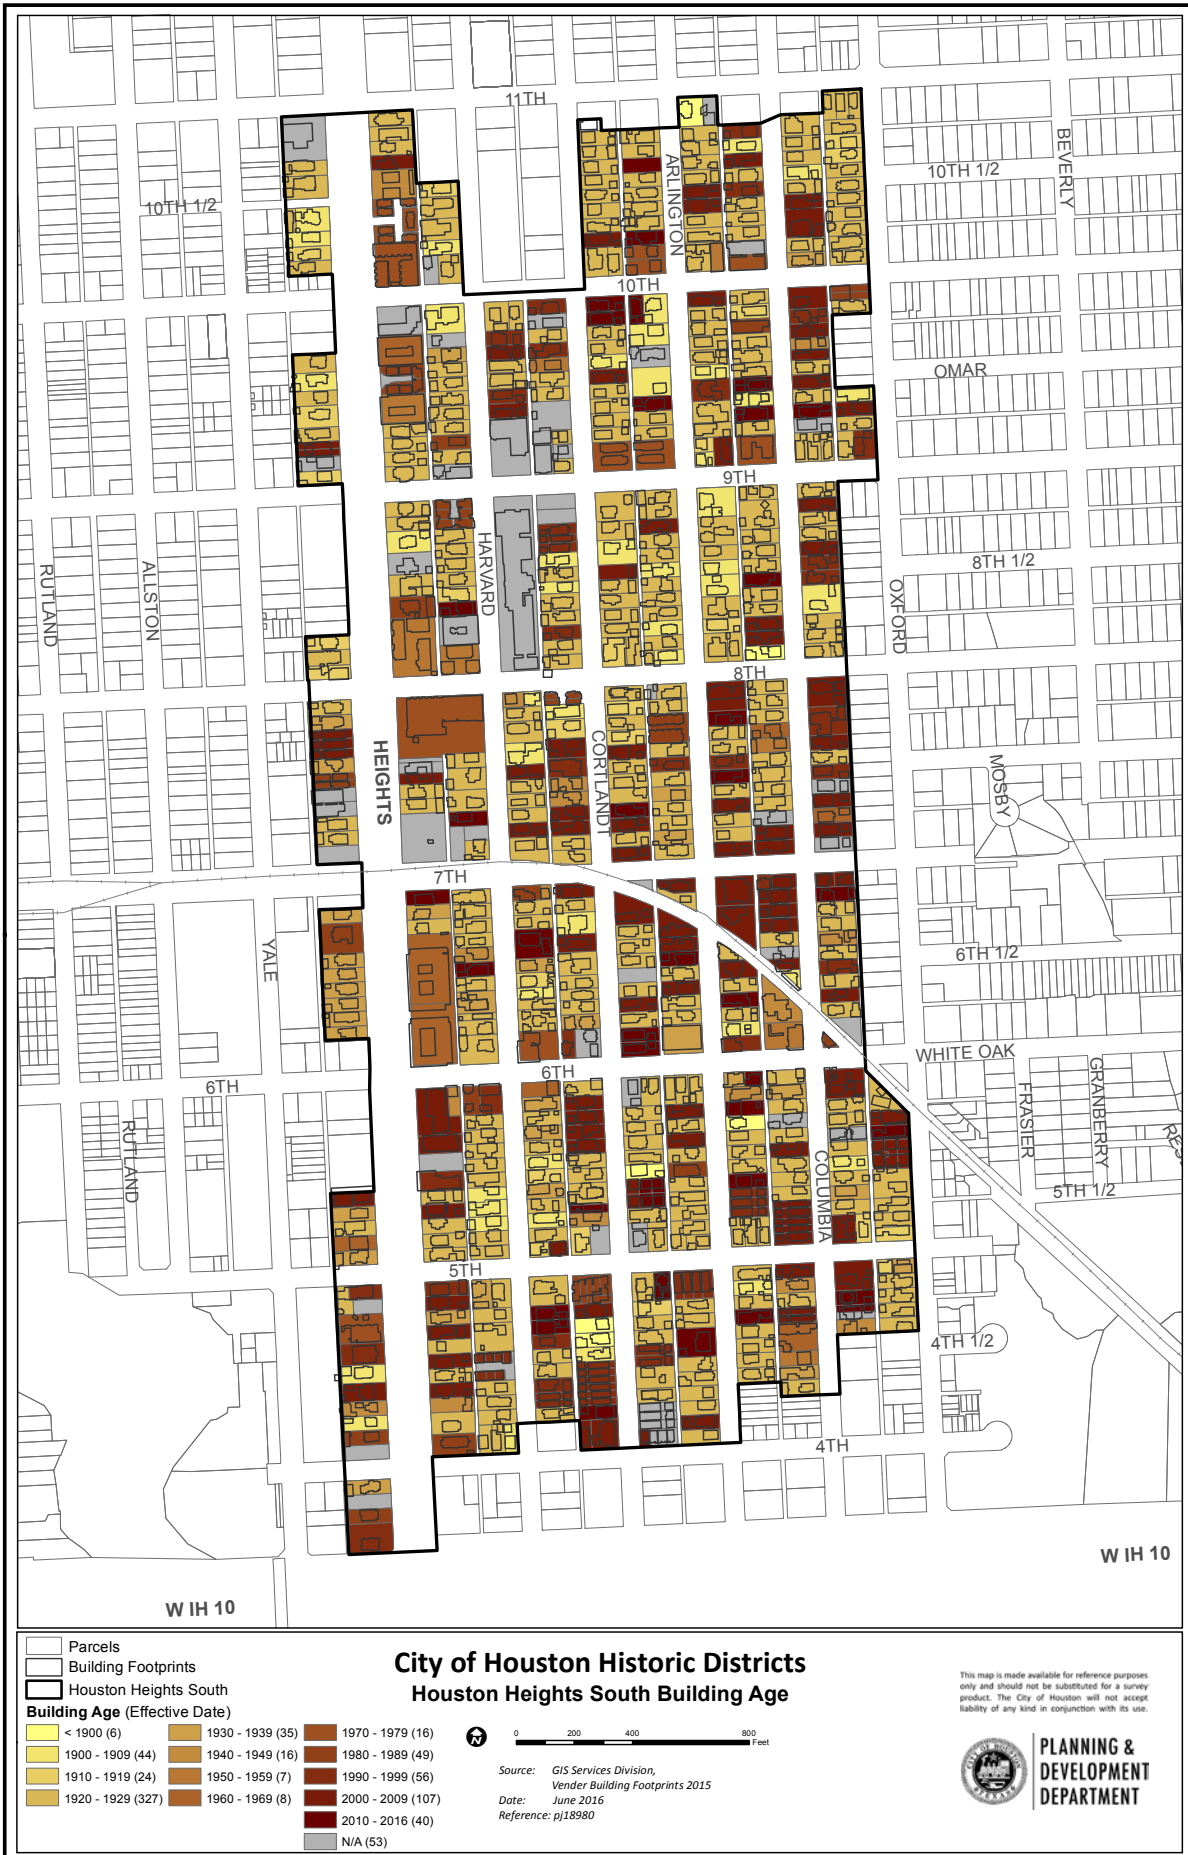 11TH
BEVERLY
ARLINGTON
10TH 1/2
10TH 1/2
10TH
OMAR
9TH
HARVARD
8TH 1/2
RUTLAND
ALLSTON
OXFORD
8TH
HEIGHTS
CORTLANDT
MOSBY
7TH
YALE
6TH 1/2
WHITE OAK
6TH
6TH
FRASIER
GRANBERRY
RUTLAND
COLUMBIA
5TH 1/2
5TH
4TH 1/2
4TH
W IH 10
W IH 10
Parcels
Building Footprints
Houston Heights South
Building Age (Effective Date)
< 1900 (6)
1900 - 1909 (44)
1910 - 1919 (24)
1920 - 1929 (327)
1930 - 1939 (35)
1940 - 1949 (16)
1950 - 1959 (7)
1960 - 1969 (8)
1970 - 1979 (16)
1980 - 1989 (49)
1990 - 1999 (56)
2000 - 2009 (107)
2010 - 2016 (40)
N/A (53)
City of Houston Historic Districts
Houston Heights South Building Age
N
0 200 400 800
Feet
Source: GIS Services Division,
Vender Building Footprints 2015
Date: June 2016
Reference: pj18980
This map is made available for reference purposes
only and should not be substituted for a survey
product. The City of Houston will not accept
liability of any kind in conjunction with its use.
CITY OF HOUSTON
TEXAS
PLANNING &
DEVELOPMENT
DEPARTMENT